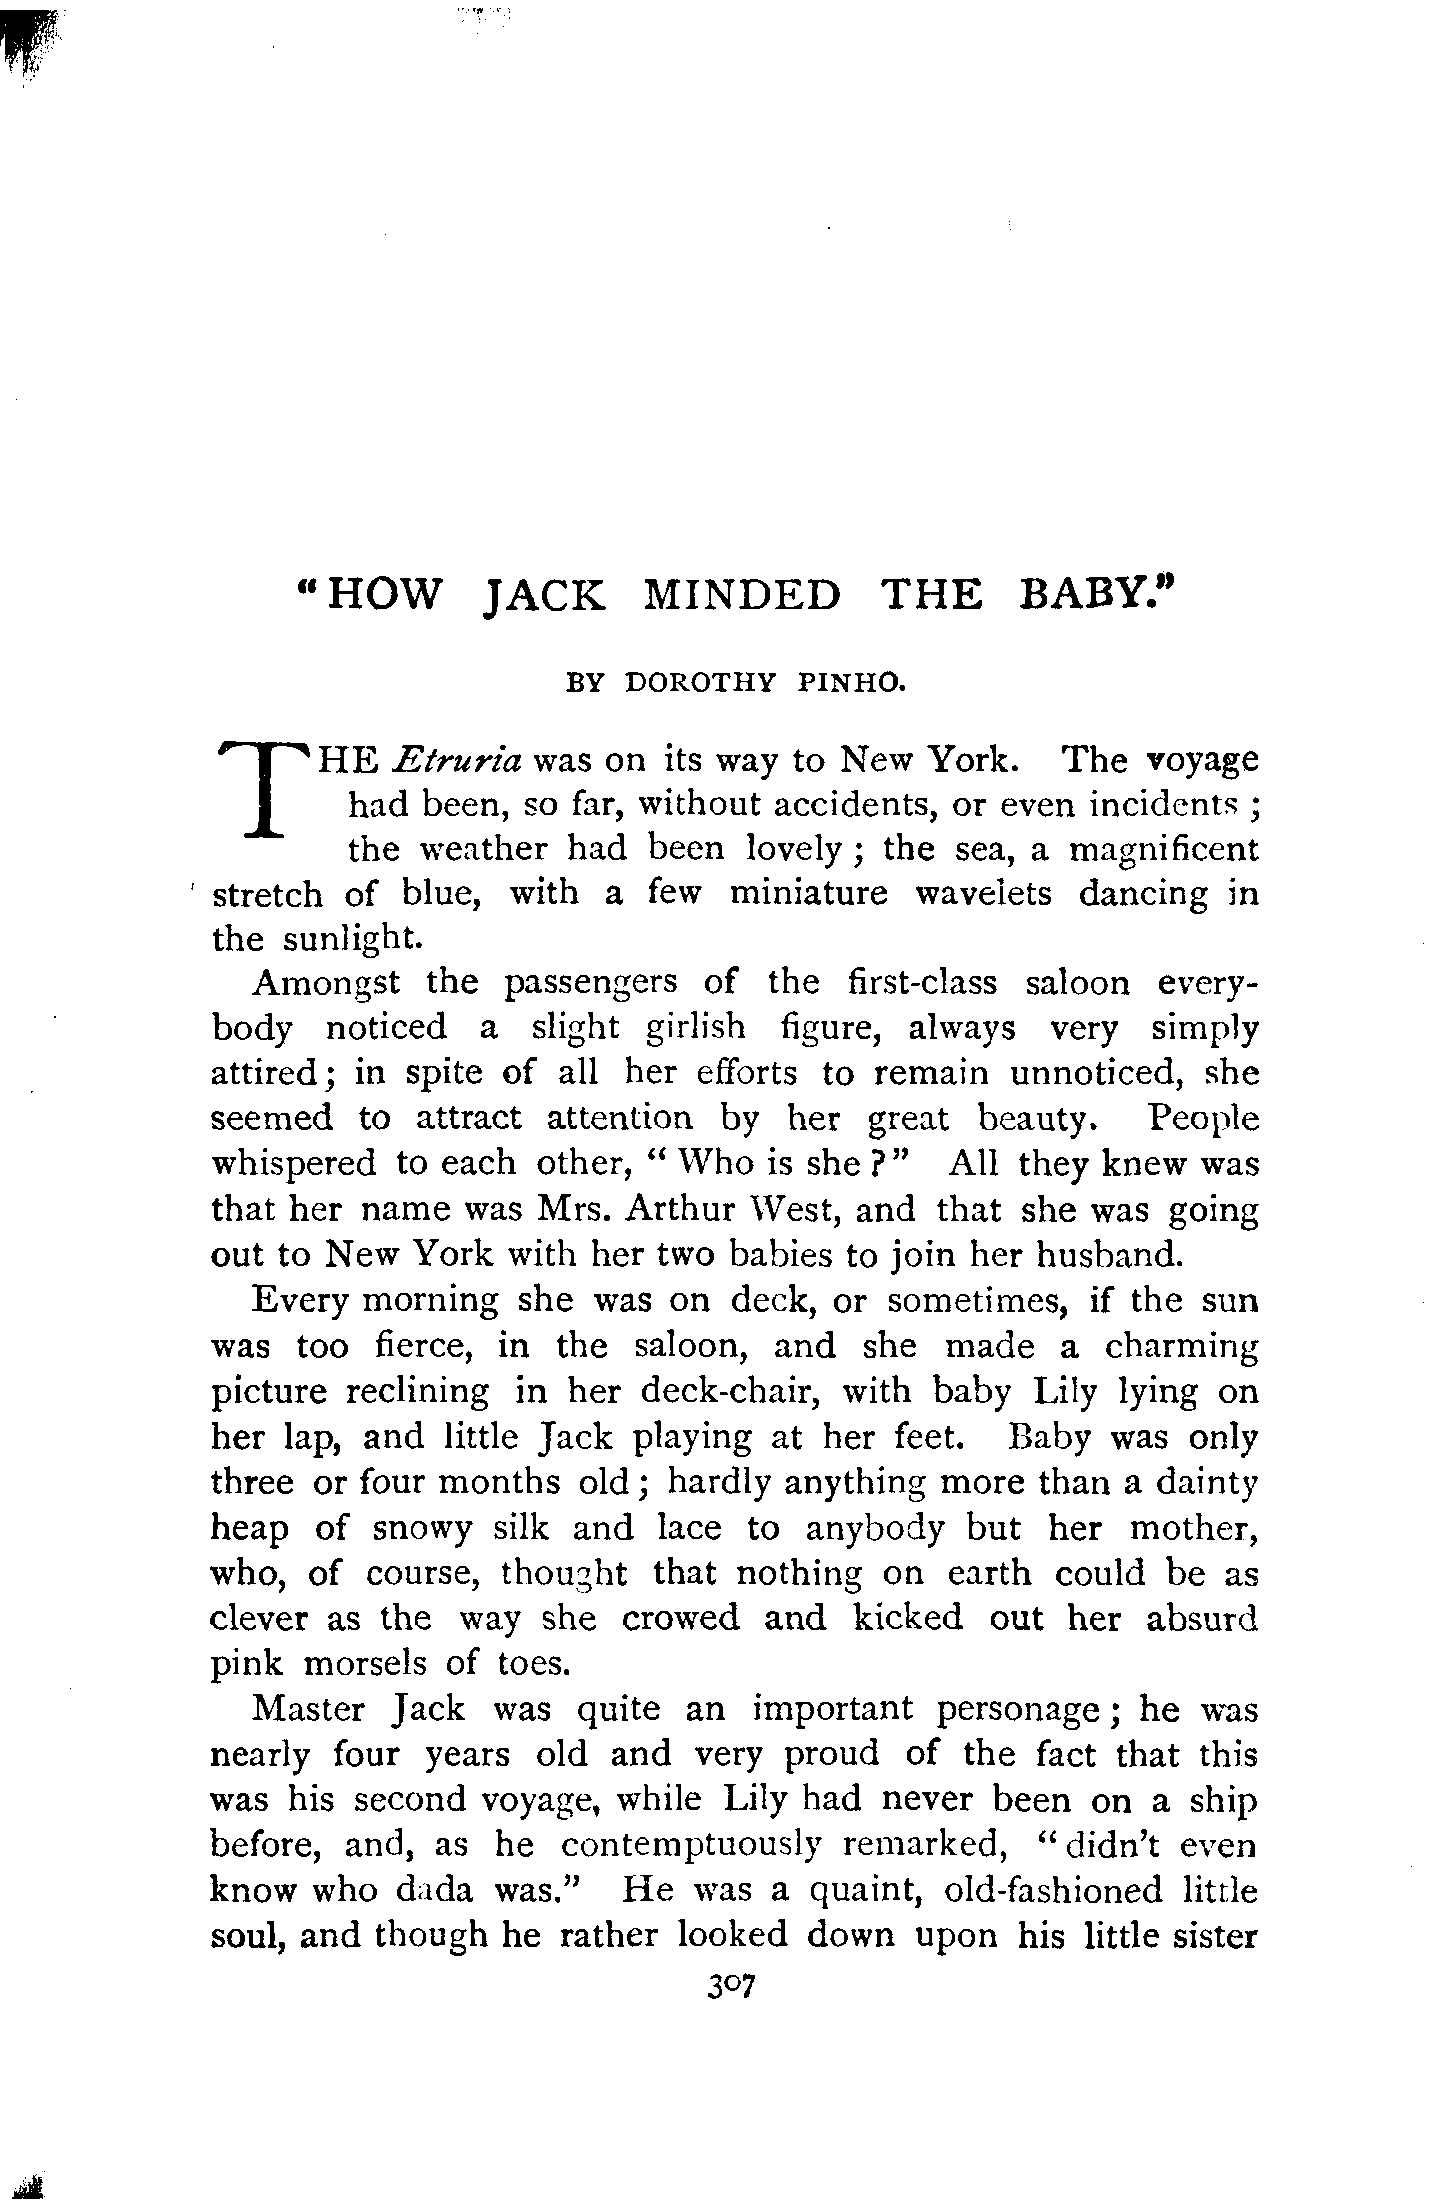 "HOW JACK MINDED THE BABY."
BY DOROTHY PINHO.
THE Etruria was on its way to New York. The voyage
had been, so far, without accidents, or even incidents ;
the weather had been lovely ; the sea, a magnificent
stretch of blue, with a few miniature wavelets dancing in
the sunlight.
Amongst the passengers of the first-class saloon every-
body noticed a slight girlish figure, always very simply
attired ; in spite of all her efforts to remain unnoticed, she
seemed to attract attention by her great beauty. People
whispered to each other, " Who is she ? " All they knew was
that her name was Mrs. Arthur West, and that she was going
out to New York with her two babies to join her husband.
Every morning she was on deck, or sometimes, if the sun
was too fierce, in the saloon, and she made a charming
picture reclining in her deck-chair, with baby Lily lying on
her lap, and little Jack playing at her feet. Baby was only
three or four months old ; hardly anything more than a dainty
heap of snowy silk and lace to anybody but her mother,
who, of course, thought that nothing on earth could be as
clever as the way she crowed and kicked out her absurd
pink morsels of toes.
Master Jack was quite an important personage ; he was
nearly four years old and very proud of the fact that this
was his second voyage, while Lily had never been on a ship
before, and, as he contemptuously remarked, " didn't even
know who dada was." He was a quaint, old-fashioned little
soul, and though he rather looked down upon his little sister
307